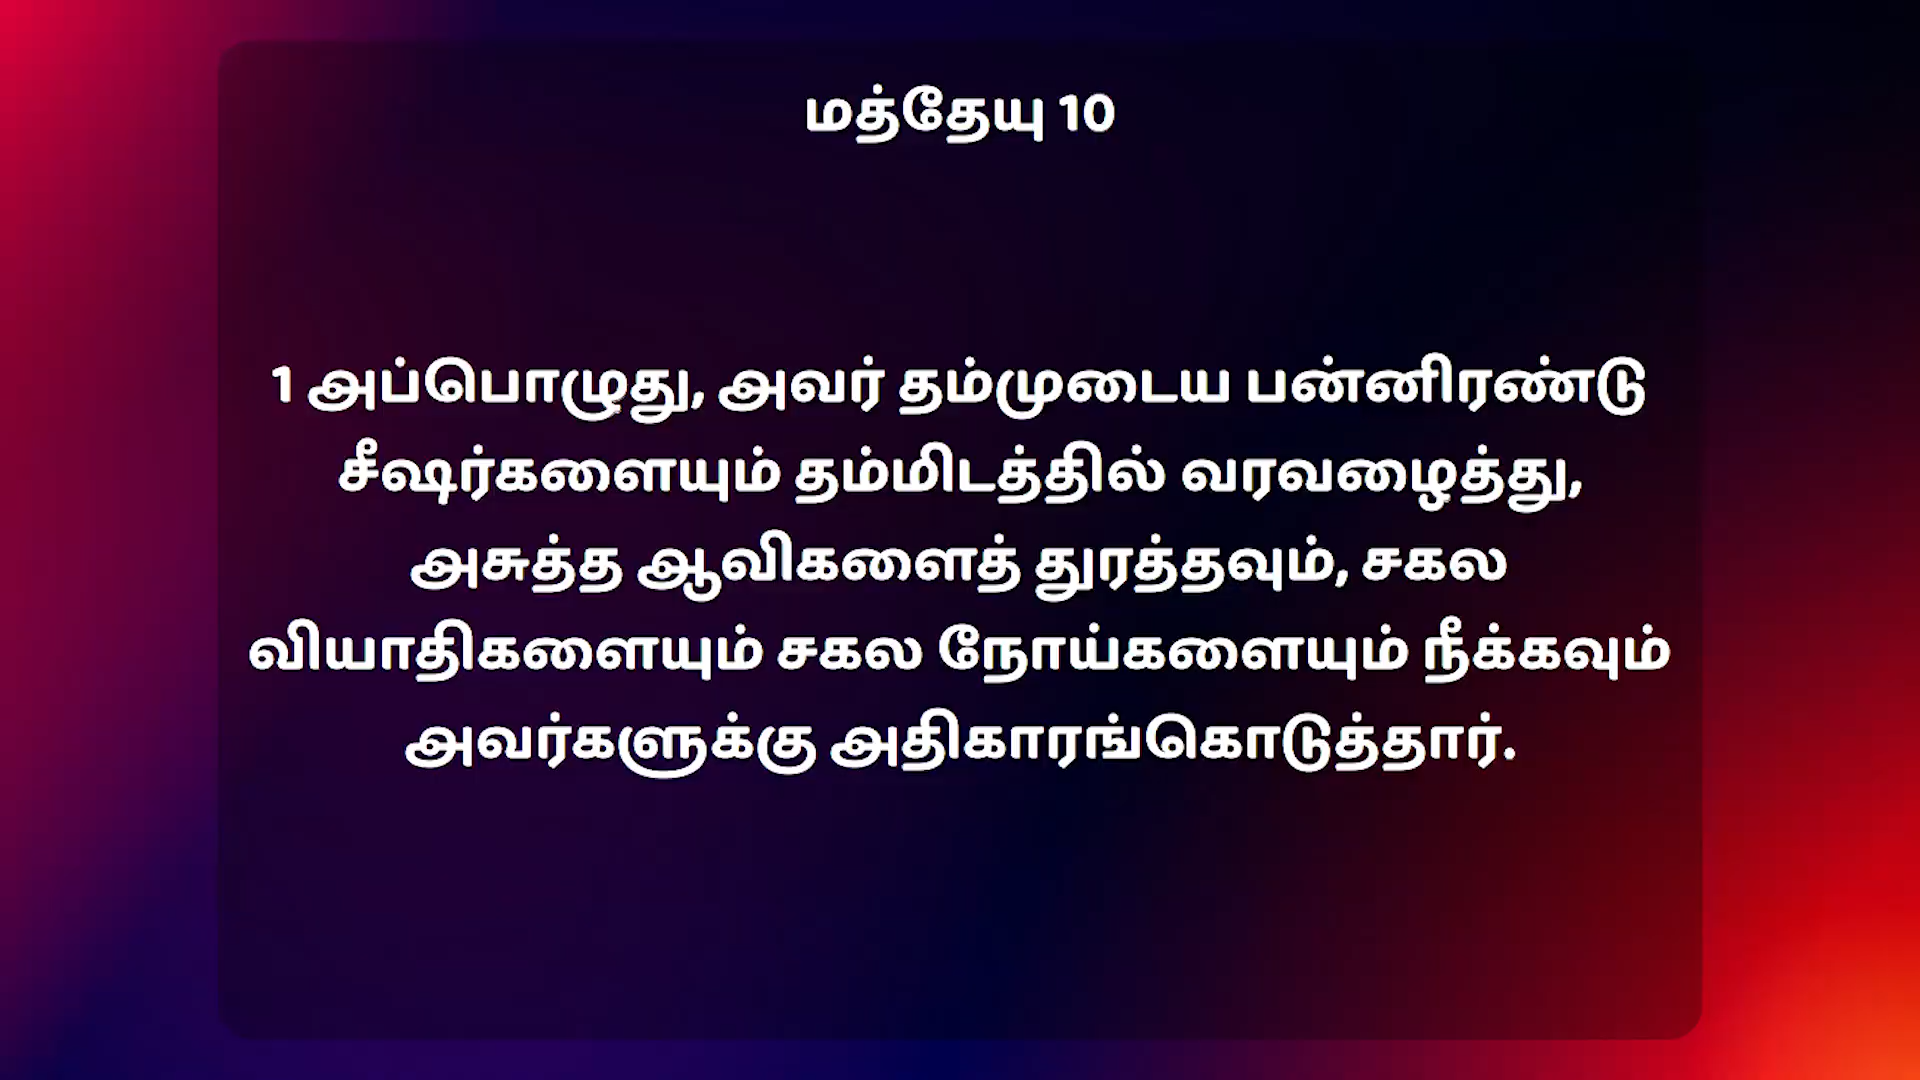 மத்தேயு 10
1 அப்பொழுது, அவர் தம்முடைய பன்னிரண்டு
சீஷர்களையும் தம்மிடத்தில் வரவழைத்து,
அசுத்த ஆவிகளைத் துரத்தவும், சகல
வியாதிகளையும் சகல நோய்களையும் நீக்கவும்
அவர்களுக்கு அதிகாரங்கொடுத்தார்.